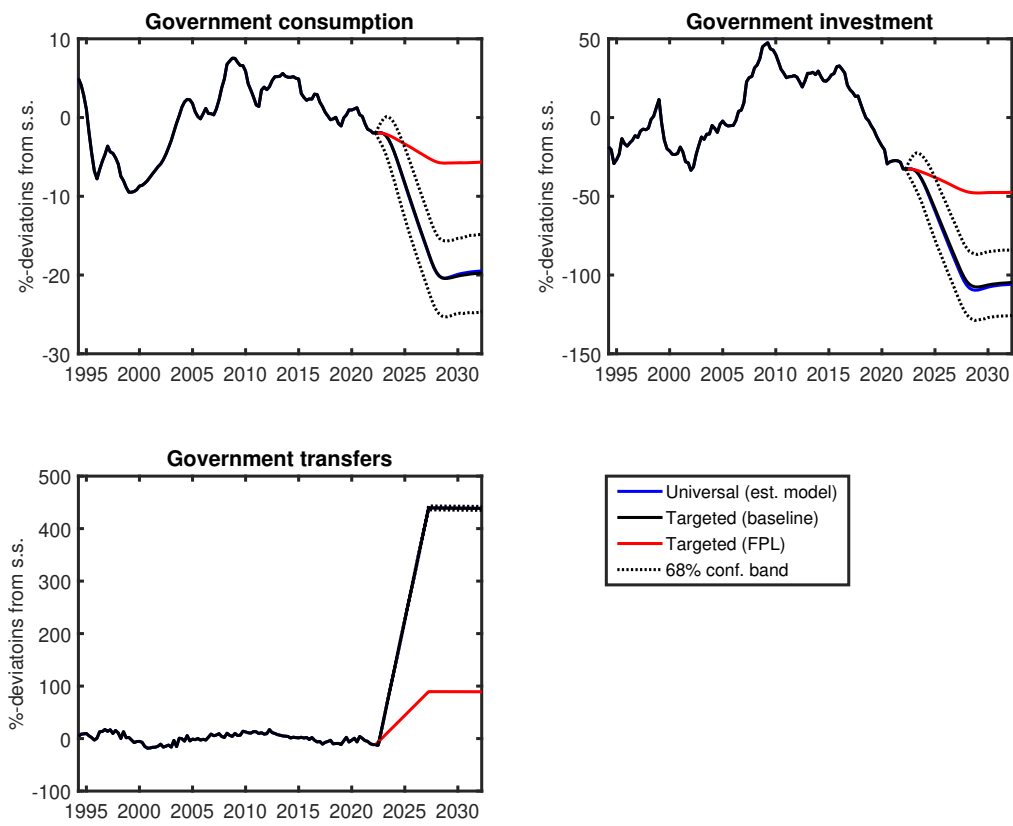 Government consumption
%-deviatoins from s.s.
10
0
-10
-20
-30
1995 2000 2005 2010 2015 2020 2025 2030
Government investment
%-deviatoins from s.s.
50
0
-50
-100
-150
1995 2000 2005 2010 2015 2020 2025 2030
Government transfers
%-deviatoins from s.s.
500
400
300
200
100
0
-100
1995 2000 2005 2010 2015 2020 2025 2030
Universal (est. model)
Targeted (baseline)
Targeted (FPL)
68% conf. band